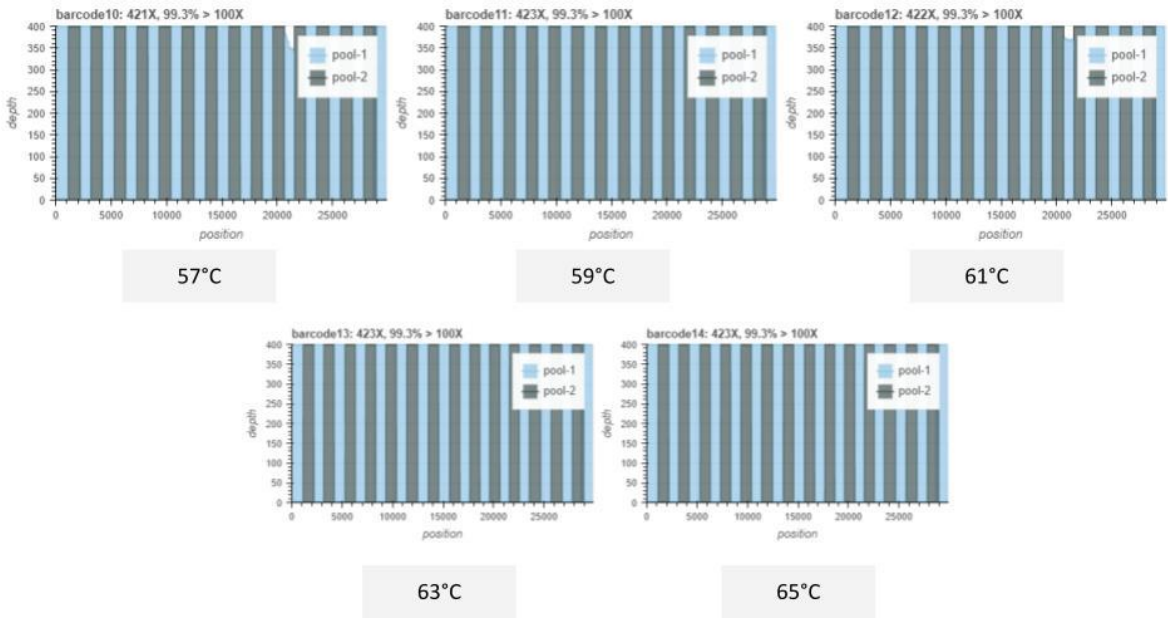 barcode10: 421X, 99.3% > 100X
400
350
300
250
200
150
100
50
0
depth
pool-1
pool-2
0 5000 10000 15000 20000 25000
position
57°C
barcode11: 423X, 99.3% > 100X
400
350
300
250
200
150
100
50
0
depth
pool-1
pool-2
0 5000 10000 15000 20000 25000
position
59°C
barcode12: 422X, 99.3% > 100X
400
350
300
250
200
150
100
50
0
depth
pool-1
pool-2
0 5000 10000 15000 20000 25000
position
61°C
barcode13: 423X, 99.3% > 100X
400
350
300
250
200
150
100
50
0
depth
pool-1
pool-2
0 5000 10000 15000 20000 25000
position
63°C
barcode14: 423X, 99.3% > 100X
400
350
300
250
200
150
100
50
0
depth
pool-1
pool-2
0 5000 10000 15000 20000 25000
position
65°C